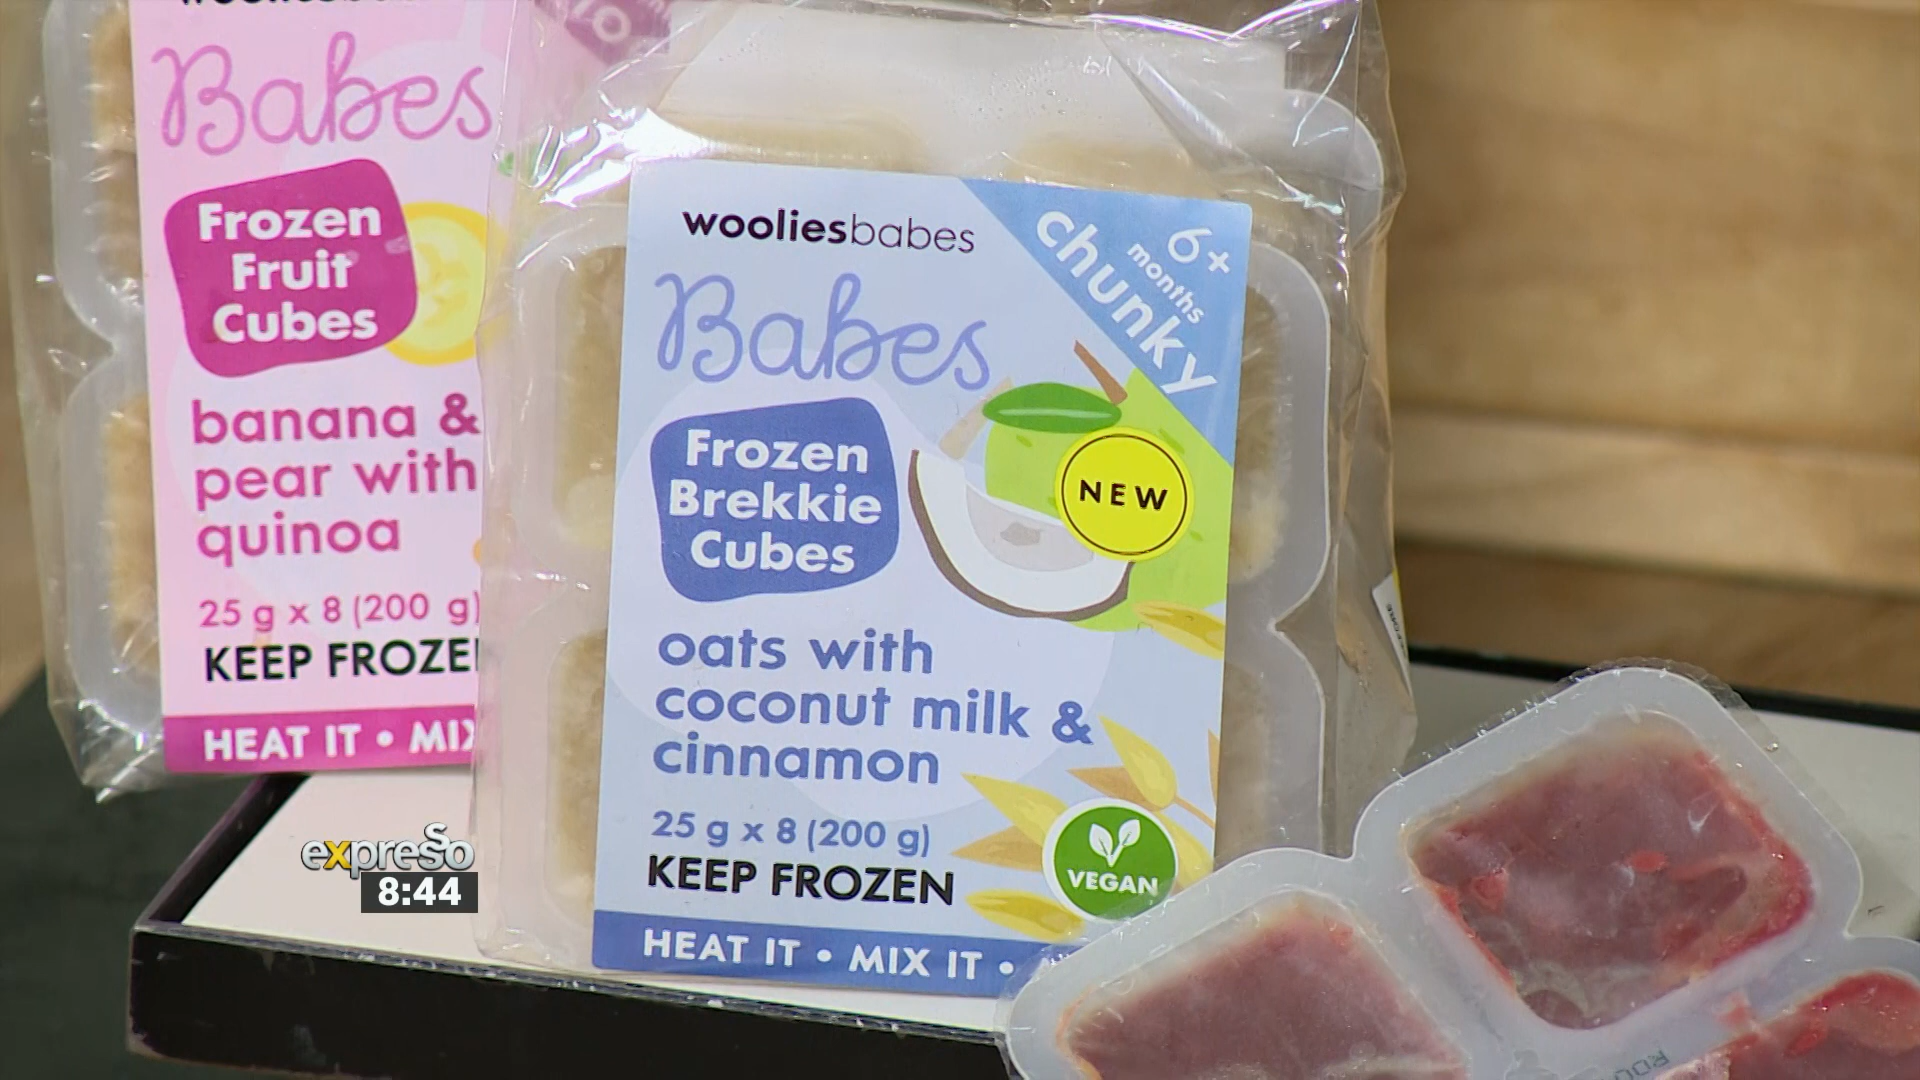 Babes
Frozen
Fruit
Cubes
banana &
pear with
quinoa
25 g x 8 (200 g)
KEEP FROZE
HEAT IT • MIX
wooliesbabes
Babes
6+
months
chunky
NEW
Frozen
Brekkie
Cubes
oats with
coconut milk &
cinnamon
25 g x 8 (200 g)
KEEP FROZEN
VEGAN
HEAT IT • MIX IT •
expresso
8:44